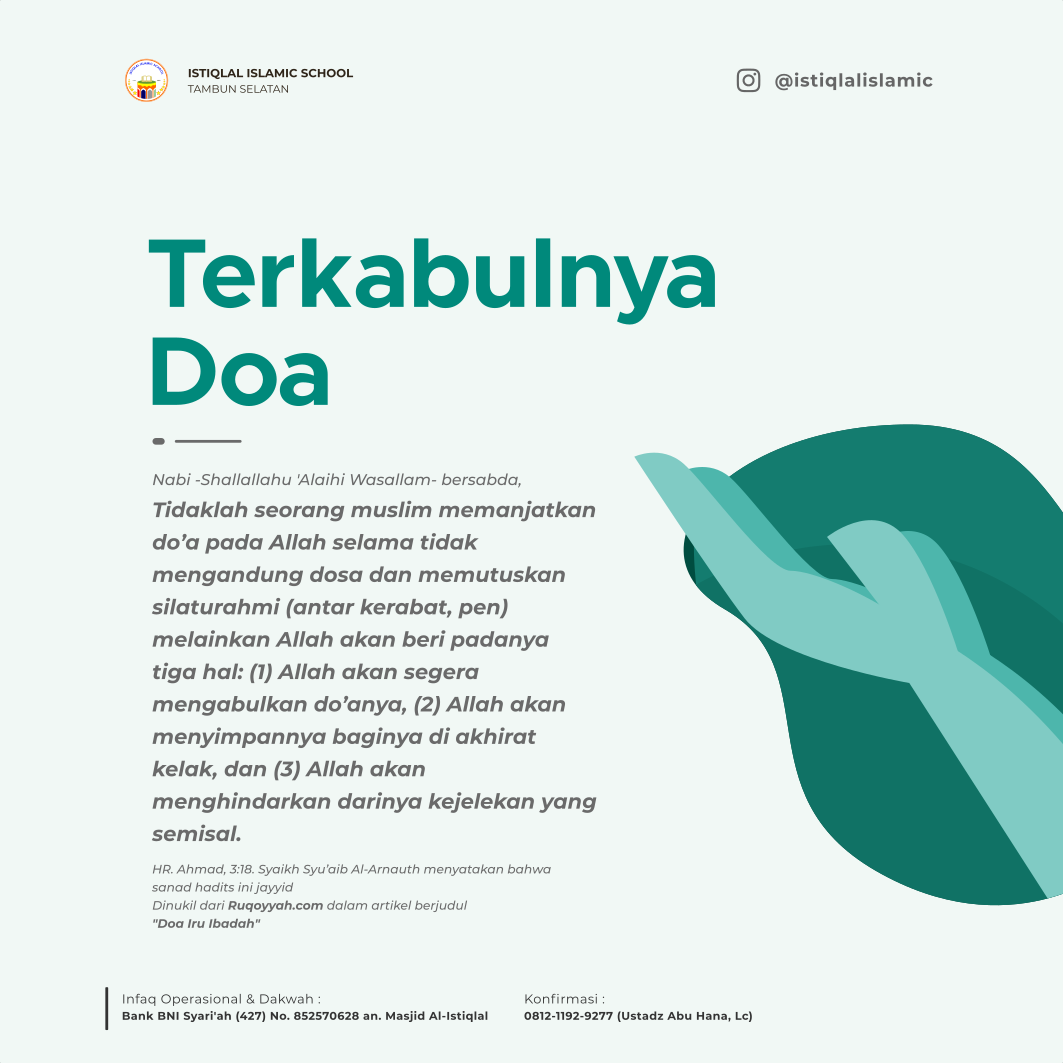 ISTIQLAL ISLAMIC SCHOOL
TAMBUN SELATAN
@istiqlalislamic
Terkabulnya
Doa
Nabi -Shallallahu 'Alaihi Wasallam- bersabda,
Tidaklah seorang muslim memanjatkan
do’a pada Allah selama tidak
mengandung dosa dan memutuskan
silaturahmi (antar kerabat, pen)
melainkan Allah akan beri padanya
tiga hal: (1) Allah akan segera
mengabulkan do’anya, (2) Allah akan
menyimpannya baginya di akhirat
kelak, dan (3) Allah akan
menghindarkan darinya kejelekan yang
semisal.
HR. Ahmad, 3:18. Syaikh Syu’aib Al-Arnauth menyatakan bahwa
sanad hadits ini jayyid
Dinukil dari Ruqoyyah.com dalam artikel berjudul
"Doa Iru Ibadah"
Infaq Operasional & Dakwah :
Bank BNI Syari'ah (427) No. 852570628 an. Masjid Al-Istiqlal
Konfirmasi :
0812-1192-9277 (Ustadz Abu Hana, Lc)